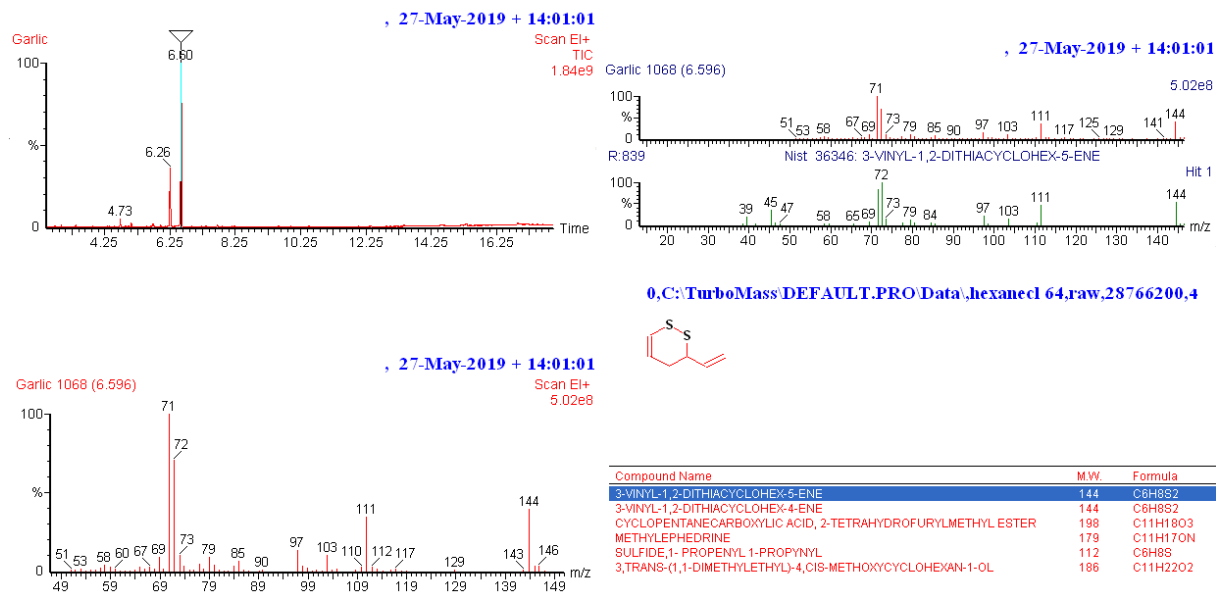 , 27-May-2019 + 14:01:01
Garlic
Scan EI+
TIC
1.84e9
100
%
0
4.73
6.26
6.60
4.25 6.25 8.25 10.25 12.25 14.25 16.25
Time
, 27-May-2019 + 14:01:01
Garlic 1068 (6.596)
5.02e8
100
%
0
51 53 58 67 69 71 73 79 85 90 97 103 111 117 125 129 141 144
R:839 Nist 36346: 3-VINYL-1,2-DITHIACYCLOHEX-5-ENE
Hit 1
100
%
0
39 45 47 58 65 69 72 73 79 84 97 103 111 144
20 30 40 50 60 70 80 90 100 110 120 130 140
m/z
0,C:\TurboMass\DEFAULT.PRO\Data\,hexanecl 64,raw,28766200,4
S
S
, 27-May-2019 + 14:01:01
Garlic 1068 (6.596)
Scan EI+
5.02e8
100
%
0
51 53 58 60 67 69 71 72 73 79 85 90 97 103 110 111 112 117 129 143 144 146
49 59 69 79 89 99 109 119 129 139 149
m/z
Compound Name M.W. Formula
3-VINYL-1,2-DITHIACYCLOHEX-5-ENE 144 C6H8S2
3-VINYL-1,2-DITHIACYCLOHEX-4-ENE 144 C6H8S2
CYCLOPENTANECARBOXYLIC ACID, 2-TETRAHYDROFURYLMETHYL ESTER 198 C11H18O3
METHYLEPHEDRINE 179 C11H17ON
SULFIDE,1- PROPENYL 1-PROPYNYL 112 C6H8S
3,TRANS-(1,1-DIMETHYLETHYL)-4,CIS-METHOXYCYCLOHEXAN-1-OL 186 C11H22O2